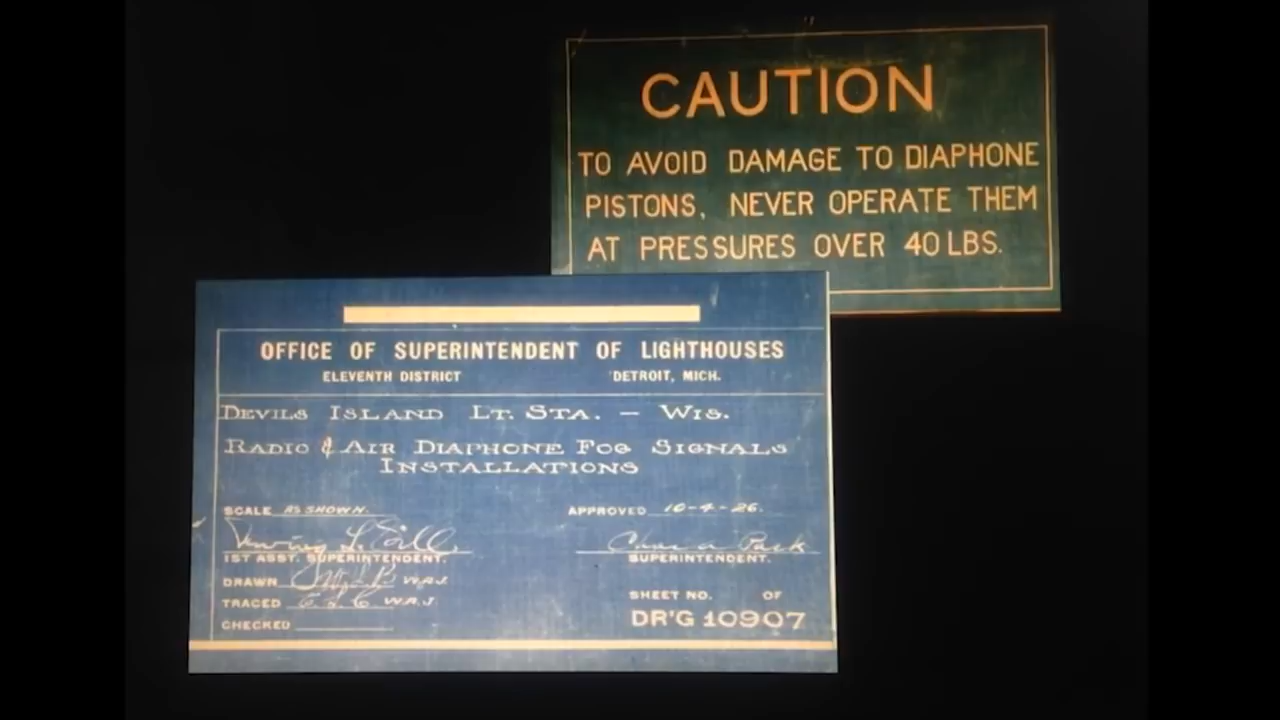 CAUTION
TO AVOID DAMAGE TO DIAPHONE
PISTONS, NEVER OPERATE THEM
AT PRESSURES OVER 40 LBS.
OFFICE OF SUPERINTENDENT OF LIGHTHOUSES
ELEVENTH DISTRICT DETROIT, MICH.
DEVILS ISLAND LT. STA. — WIS.
RADIO & AIR DIAPHONE FOG SIGNALS
INSTALLATIONS
SCALE AS SHOWN. APPROVED 10-4-26.
Chas a Park
1ST ASST. SUPERINTENDENT. SUPERINTENDENT.
DRAWN W.A.J.
TRACED W.A.J. SHEET NO. OF
CHECKED DR'G 10907